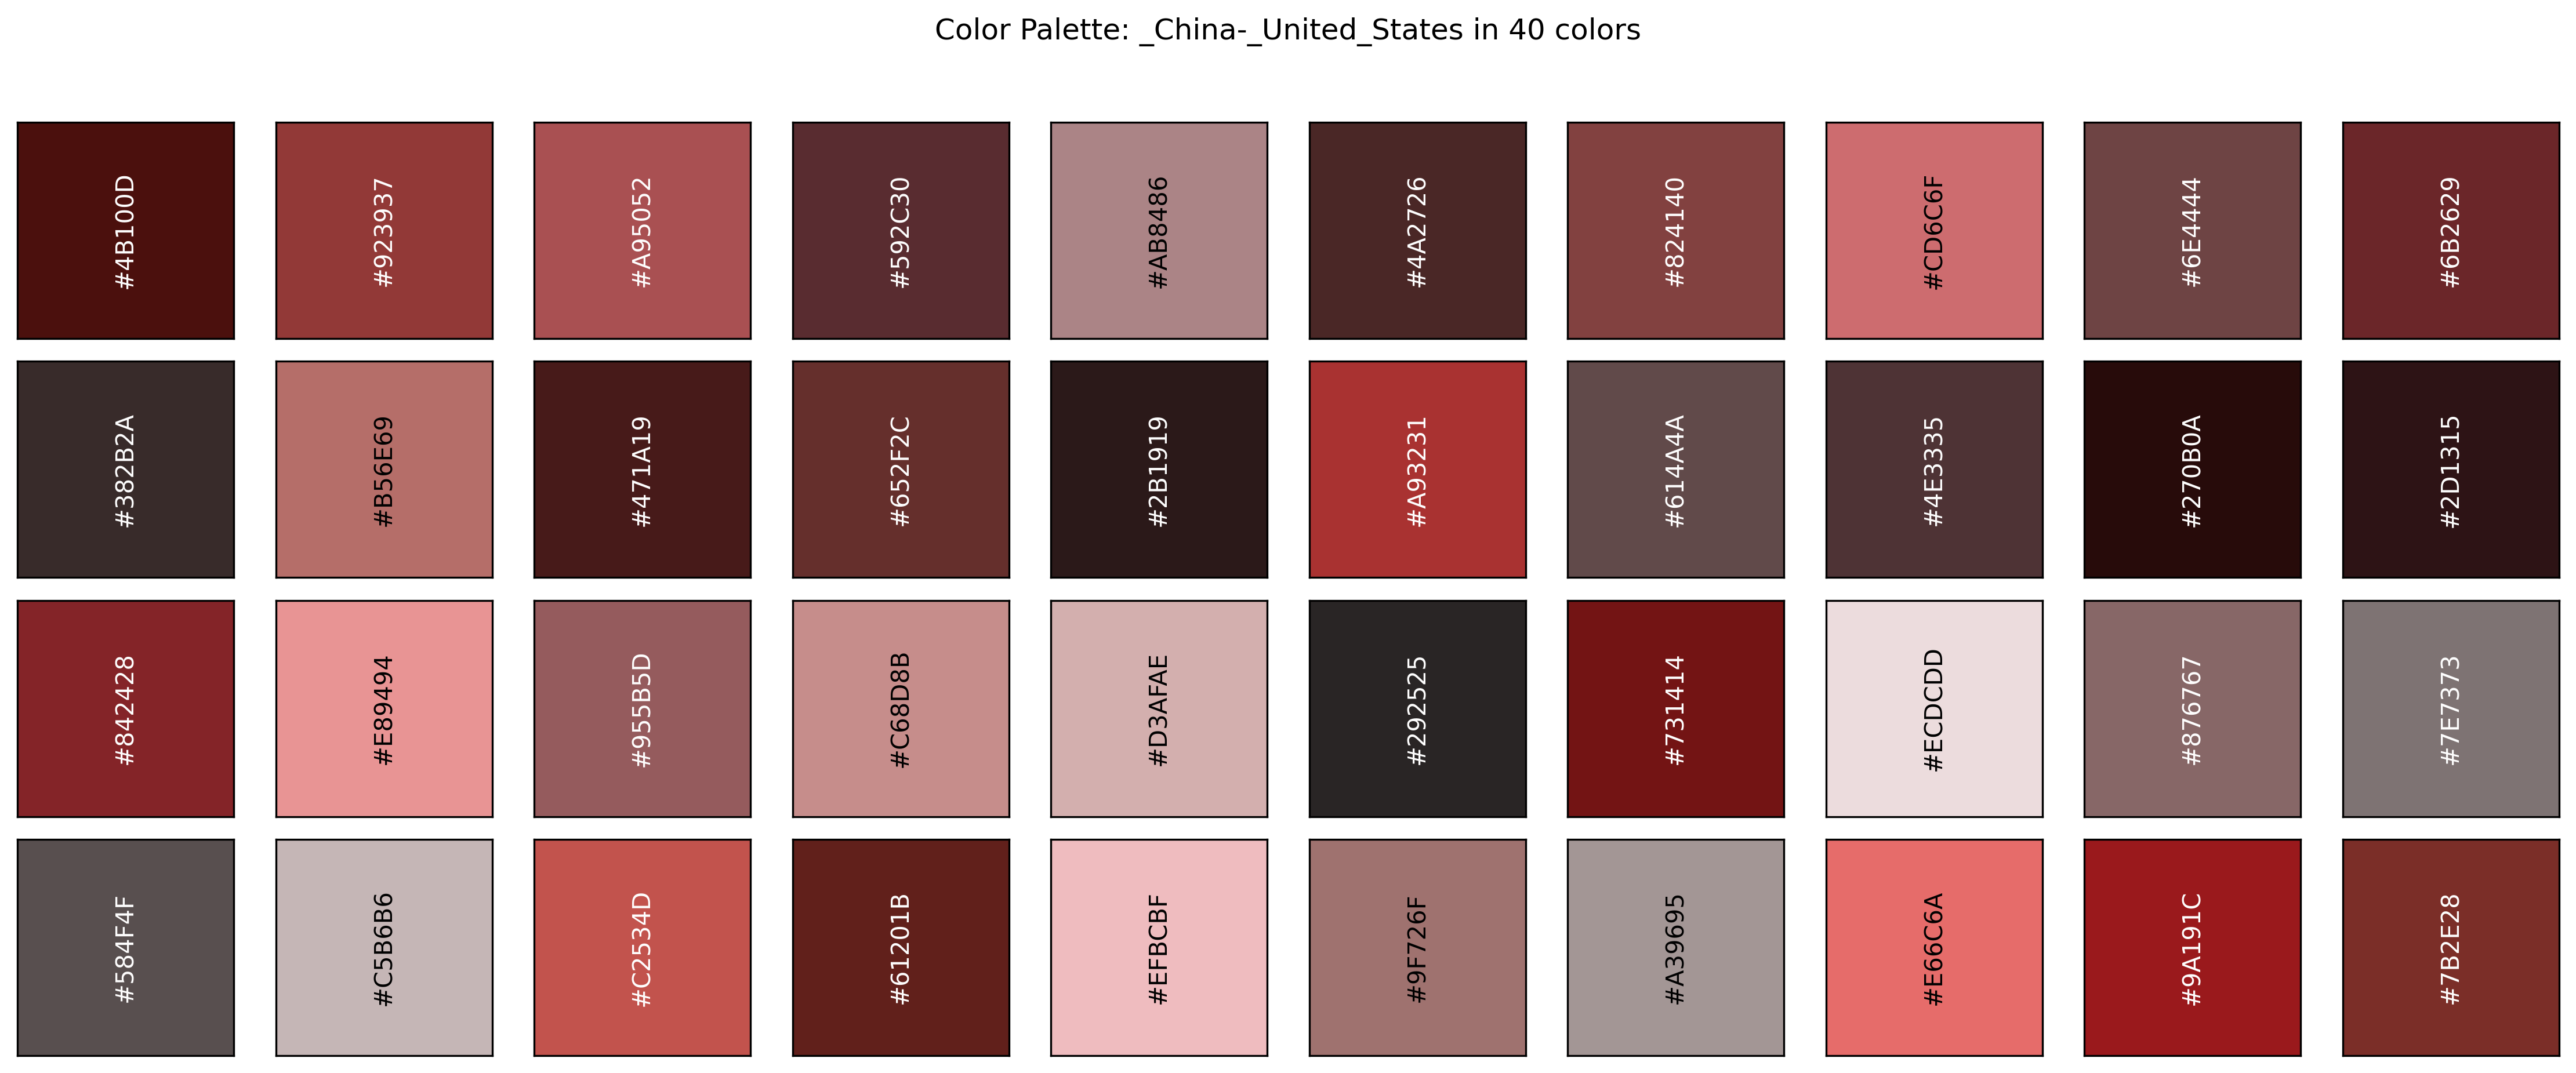 Color Palette: _China-_United_States in 40 colors
#4B100D
#923937
#A95052
#592C30
#AB8486
#4A2726
#824140
#CD6C6F
#6E4444
#6B2629
#382B2A
#B56E69
#471A19
#652F2C
#2B1919
#A93231
#614A4A
#4E3335
#270B0A
#2D1315
#842428
#E89494
#955B5D
#C68D8B
#D3AFAE
#292525
#731414
#ECDCDD
#876767
#7E7373
#584F4F
#C5B6B6
#C2534D
#61201B
#EFBCBF
#9F726F
#A39695
#E66C6A
#9A191C
#7B2E28